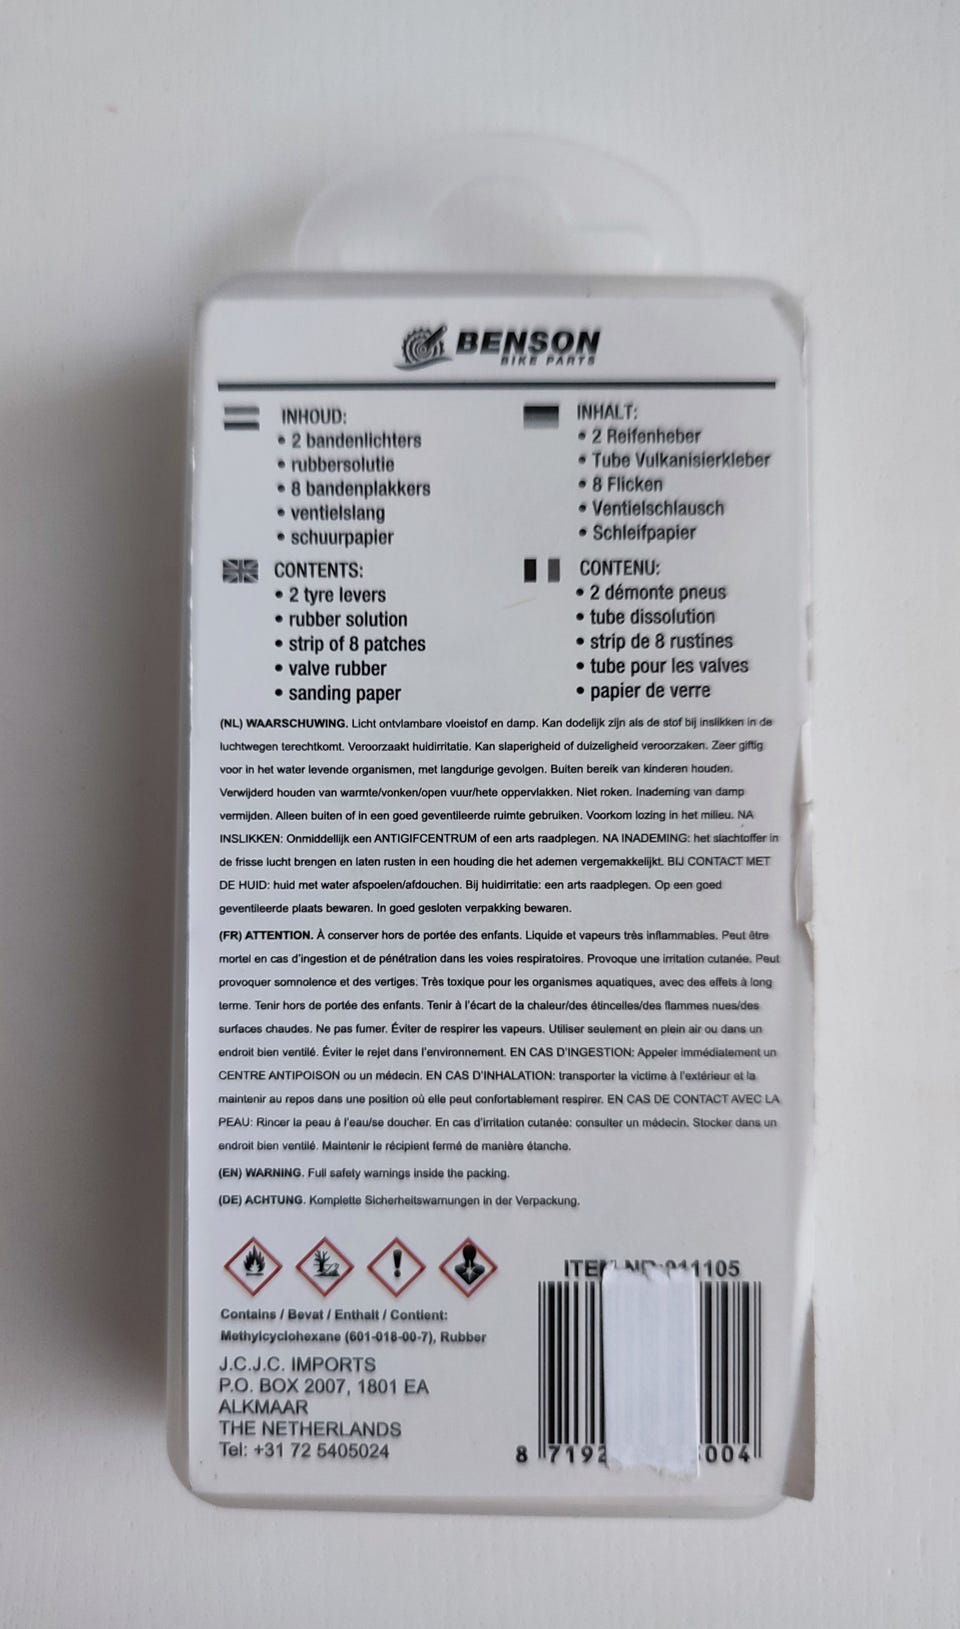 BENSON
BIKE PARTS
INHOUD:
• 2 bandenlichters
• rubbersolutie
• 8 bandenplakkers
• ventielslang
• schuurpapier
INHALT:
• 2 Reifenheber
• Tube Vulkanisierkleber
• 8 Flicken
• Ventielschlausch
• Schleifpapier
CONTENTS:
• 2 tyre levers
• rubber solution
• strip of 8 patches
• valve rubber
• sanding paper
CONTENU:
• 2 démonte pneus
• tube dissolution
• strip de 8 rustines
• tube pour les valves
• papier de verre
(NL) WAARSCHUWING. Licht ontvlambare vloeistof en damp. Kan dodelijk zijn als de stof bij inslikken in de
luchtwegen terechtkomt. Veroorzaakt huidirritatie. Kan slaperigheid of duizeligheid veroorzaken. Zeer giftig
voor in het water levende organismen, met langdurige gevolgen. Buiten bereik van kinderen houden.
Verwijderd houden van warmte/vonken/open vuur/hete oppervlakken. Niet roken. Inademing van damp
vermijden. Alleen buiten of in een goed geventileerde ruimte gebruiken. Voorkom lozing in het milieu. NA
INSLIKKEN: Onmiddellijk een ANTIGIFCENTRUM of een arts raadplegen. NA INADEMING: het slachtoffer in
de frisse lucht brengen en laten rusten in een houding die het ademen vergemakkelijkt. BIJ CONTACT MET
DE HUID: huid met water afspoelen/afdouchen. Bij huidirritatie: een arts raadplegen. Op een goed
geventileerde plaats bewaren. In goed gesloten verpakking bewaren.
(FR) ATTENTION. À conserver hors de portée des enfants. Liquide et vapeurs très inflammables. Peut être
mortel en cas d'ingestion et de pénétration dans les voies respiratoires. Provoque une irritation cutanée. Peut
provoquer somnolence et des vertiges. Très toxique pour les organismes aquatiques, avec des effets à long
terme. Tenir hors de portée des enfants. Tenir à l'écart de la chaleur/des étincelles/des flammes nues/des
surfaces chaudes. Ne pas fumer. Éviter de respirer les vapeurs. Utiliser seulement en plein air ou dans un
endroit bien ventilé. Éviter le rejet dans l'environnement. EN CAS D'INGESTION: Appeler immédiatement un
CENTRE ANTIPOISON ou un médecin. EN CAS D'INHALATION: transporter la victime à l'extérieur et la
maintenir au repos dans une position où elle peut confortablement respirer. EN CAS DE CONTACT AVEC LA
PEAU: Rincer la peau à l'eau/se doucher. En cas d'irritation cutanée: consulter un médecin. Stocker dans un
endroit bien ventilé. Maintenir le récipient fermé de manière étanche.
(EN) WARNING. Full safety warnings inside the packing.
(DE) ACHTUNG. Komplette Sicherheitswarnungen in der Verpackung.
Contains / Bevat / Enthalt / Contient:
Methylcyclohexane (601-018-00-7), Rubber
J.C.J.C. IMPORTS
P.O. BOX 2007, 1801 EA
ALKMAAR
THE NETHERLANDS
Tel: +31 72 5405024
ITEM NR:011105
8 7192 004